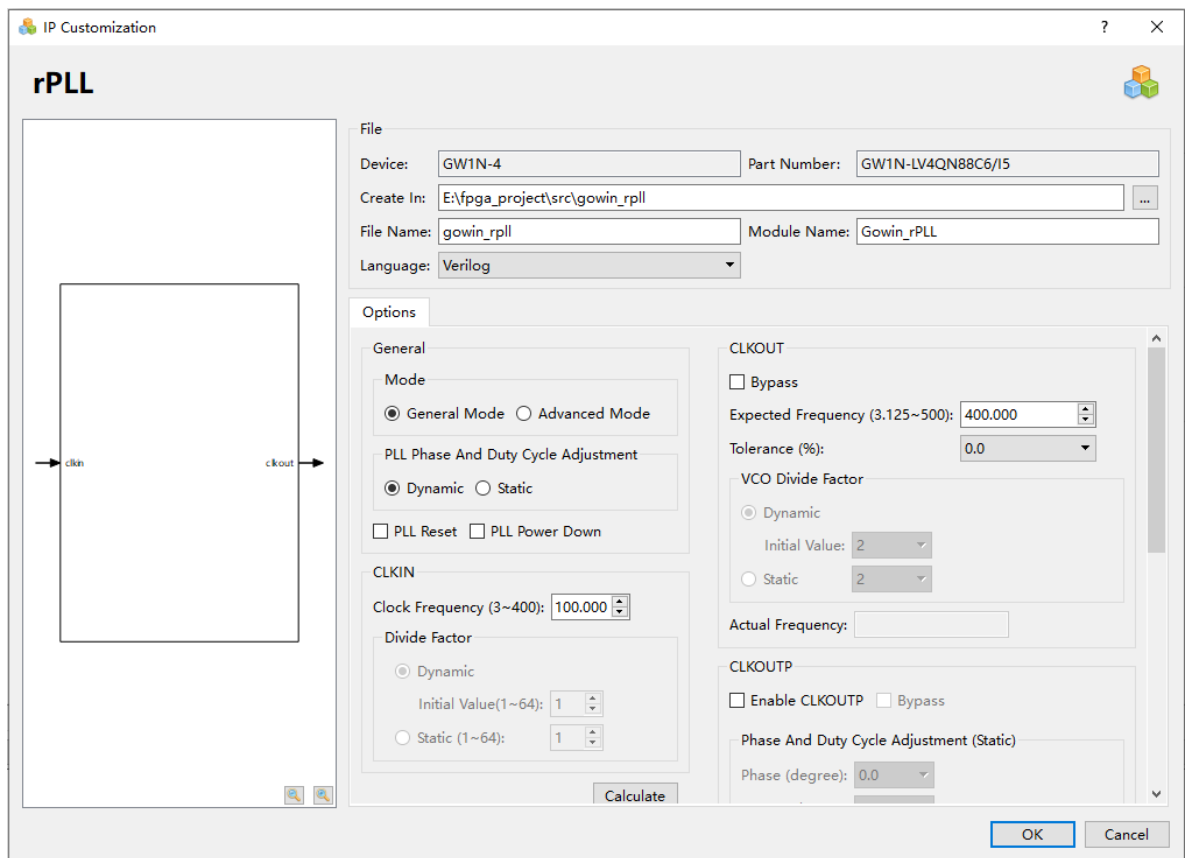 IP Customization
?
rPLL
clkin
clkout
File
Device: GW1N-4 Part Number: GW1N-LV4QN88C6/I5
Create In: E:\fpga_project\src\gowin_rpll ...
File Name: gowin_rpll Module Name: Gowin_rPLL
Language: Verilog
Options
General
Mode
General Mode Advanced Mode
PLL Phase And Duty Cycle Adjustment
Dynamic Static
PLL Reset PLL Power Down
CLKIN
Clock Frequency (3~400): 100.000
Divide Factor
Dynamic
Initial Value(1~64): 1
Static (1~64): 1
Calculate
CLKOUT
Bypass
Expected Frequency (3.125~500): 400.000
Tolerance (%): 0.0
VCO Divide Factor
Dynamic
Initial Value: 2
Static 2
Actual Frequency:
CLKOUTP
Enable CLKOUTP Bypass
Phase And Duty Cycle Adjustment (Static)
Phase (degree): 0.0
OK Cancel